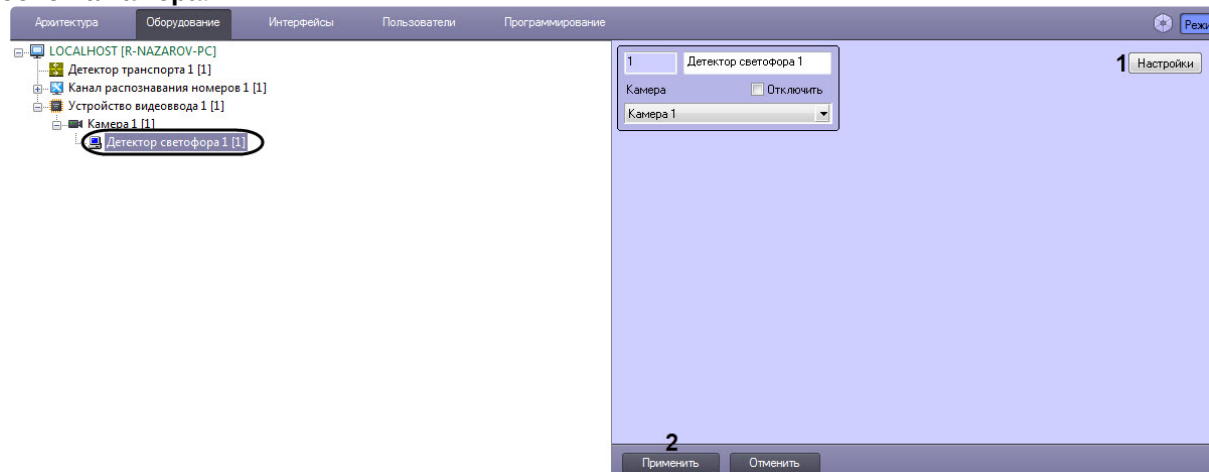 Архитектура Оборудование Интерфейсы Пользователи Программирование Режи
LOCALHOST [R-NAZAROV-PC]
Детектор транспорта 1 [1]
Канал распознавания номеров 1 [1]
Устройство видеоввода 1 [1]
Камера 1 [1]
Детектор светофора 1 [1]
1 Детектор светофора 1
Камера Отключить
Камера 1
1 Настройки
2
Применить Отменить